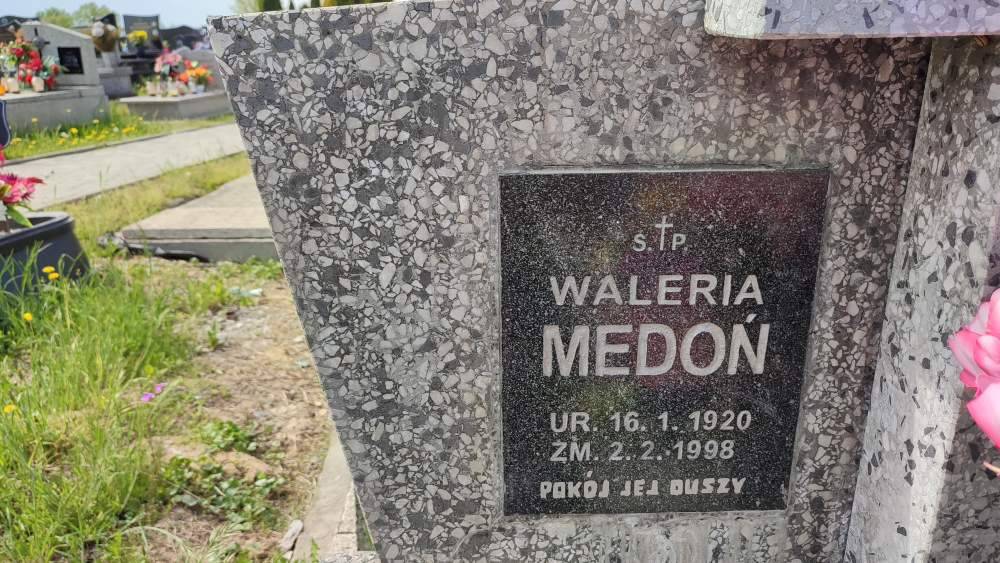 Ś.†P.
WALERIA
MEDOŃ
UR. 16.1.1920
ZM. 2.2.1998
POKÓJ JEJ DUSZY